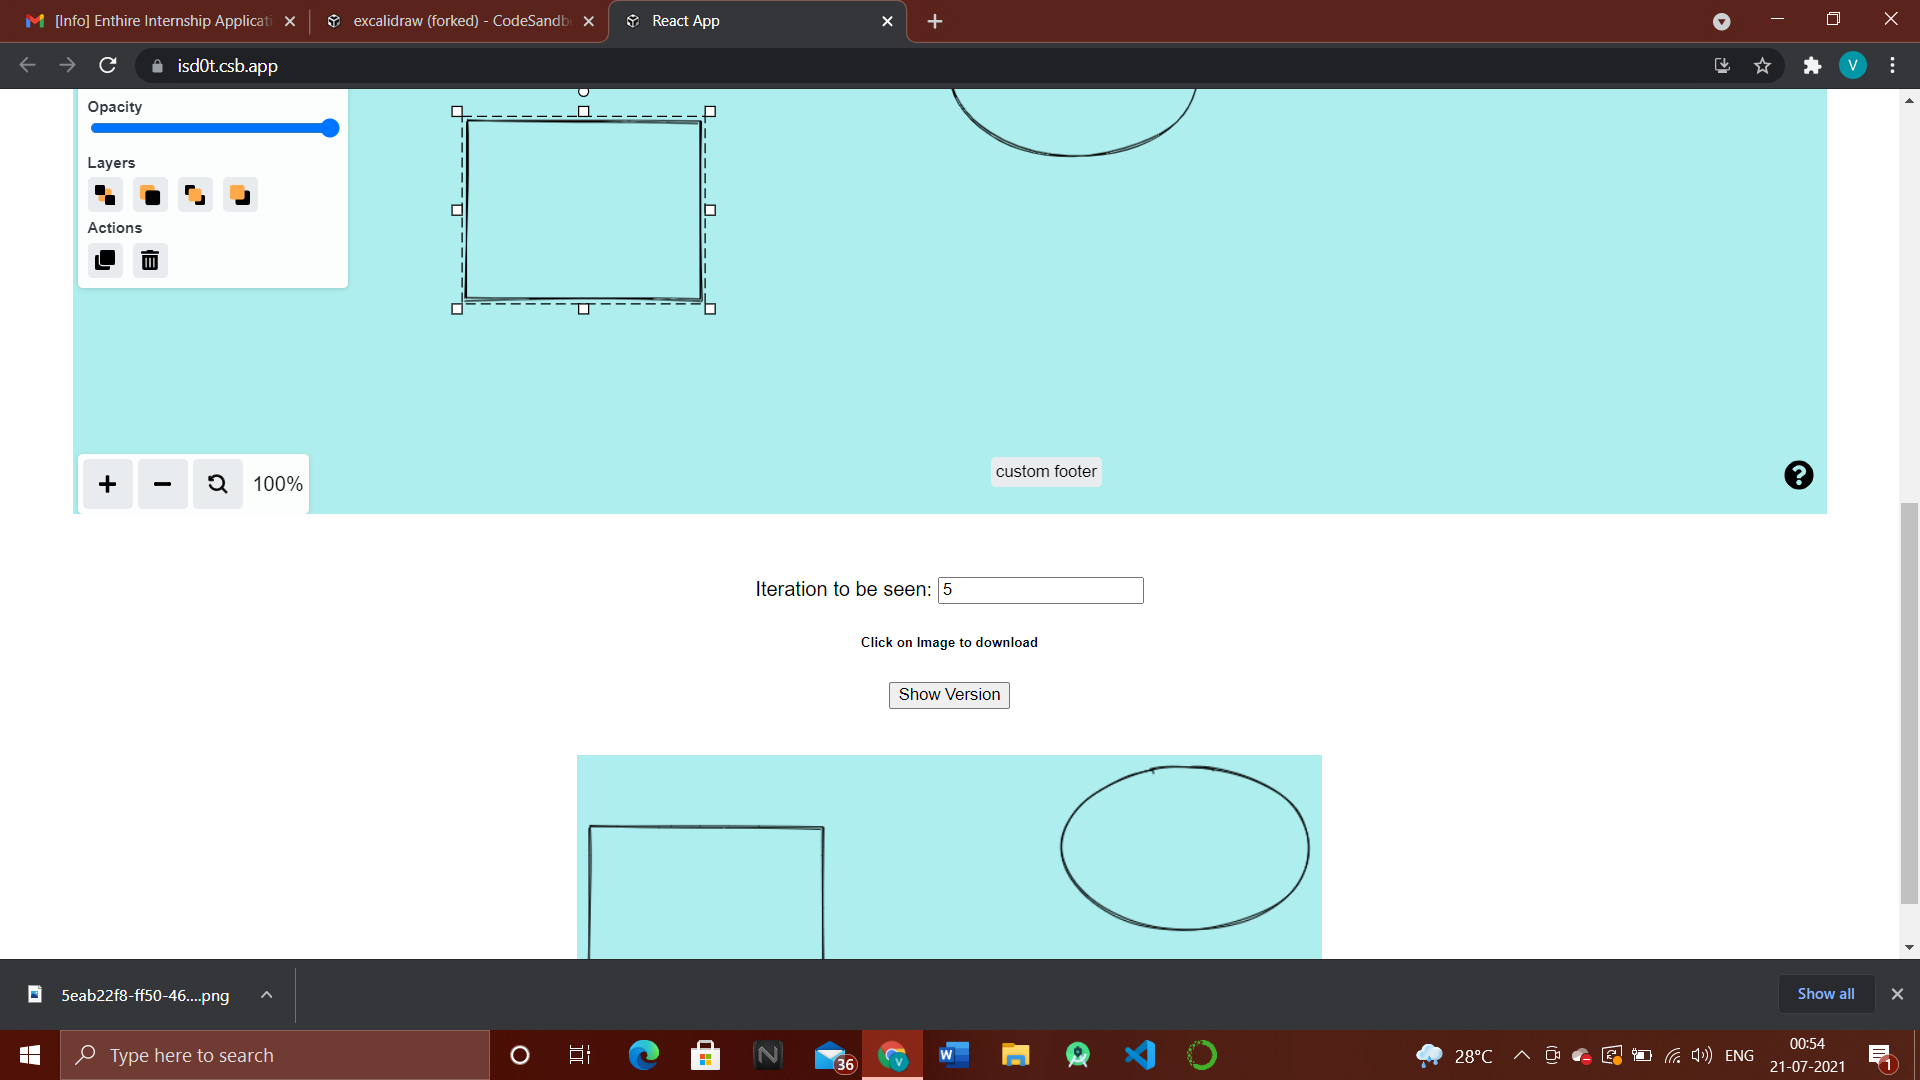 [Info] Enthire Internship Applicati
excalidraw (forked) - CodeSandb
React App
isd0t.csb.app
V
Opacity
Layers
Actions
100%
custom footer
?
Iteration to be seen: 5
Click on Image to download
Show Version
5eab22f8-ff50-46....png
Show all
Type here to search
36
28°C
ENG
00:54
21-07-2021
1